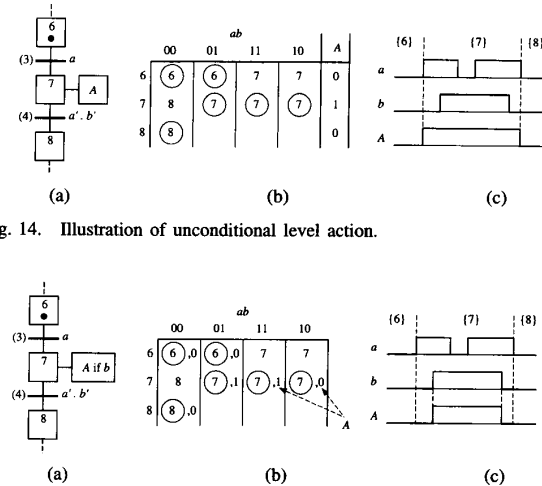 6
(3) a
7 A
(4) a' . b'
8
(a)
ab
00 01 11 10 A
6 6 6 7 7 0
7 8 7 7 7 1
8 8 0
(b)
{6} {7} {8}
a
b
A
(c)
g. 14. Illustration of unconditional level action.
6
(3) a
7 A if b
(4) a' . b'
8
(a)
ab
00 01 11 10
6 6 ,0 6 ,0 7 7
7 8 7 ,1 7 ,1 7 ,0
8 8 ,0
A
(b)
{6} {7} {8}
a
b
A
(c)